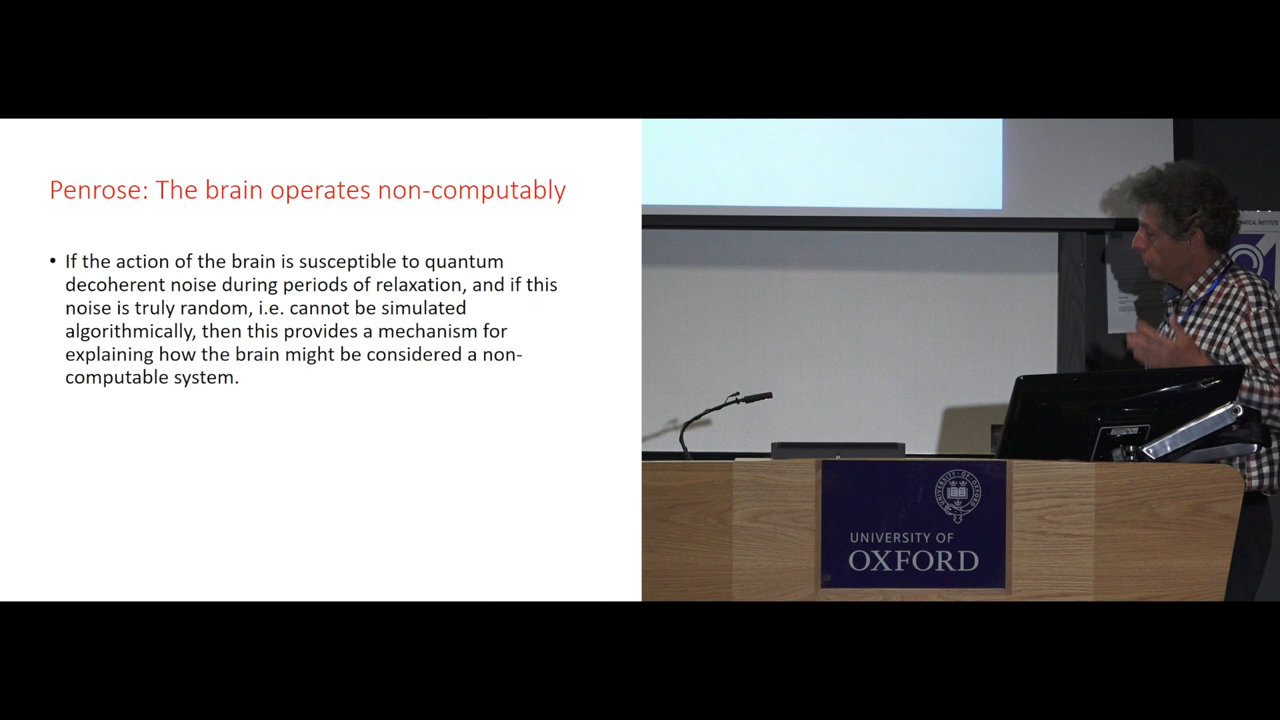 Penrose: The brain operates non-computably
• If the action of the brain is susceptible to quantum
decoherent noise during periods of relaxation, and if this
noise is truly random, i.e. cannot be simulated
algorithmically, then this provides a mechanism for
explaining how the brain might be considered a non-
computable system.
UNIVERSITY OF
OXFORD